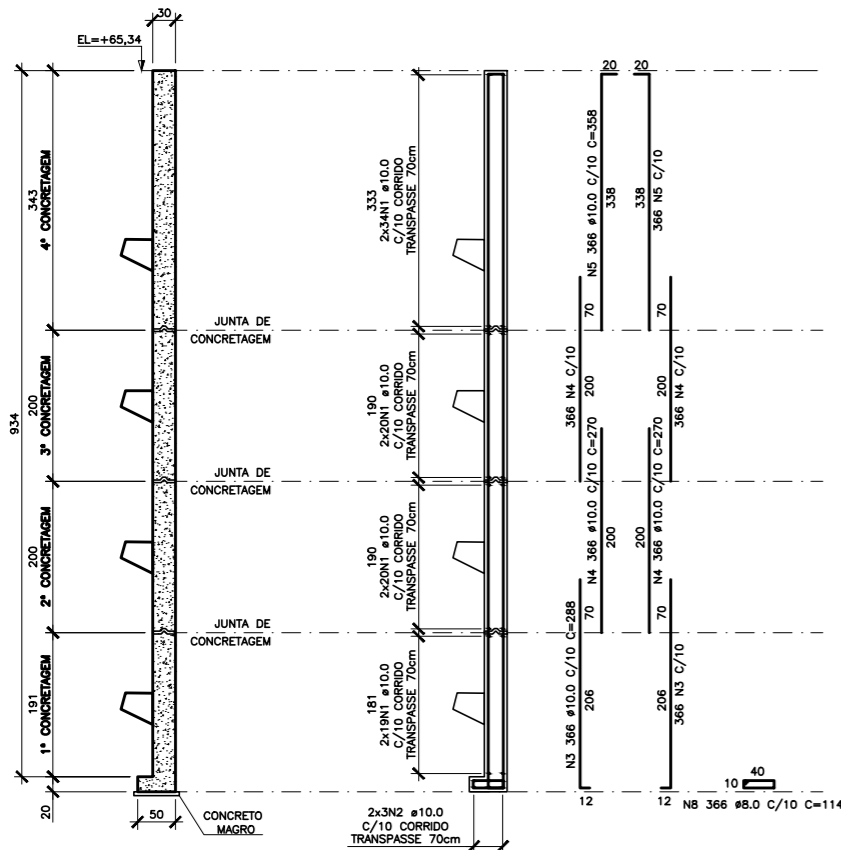 30
EL=+65,34
934
343
4ª CONCRETAGEM
JUNTA DE
CONCRETAGEM
200
3ª CONCRETAGEM
JUNTA DE
CONCRETAGEM
200
2ª CONCRETAGEM
JUNTA DE
CONCRETAGEM
191
1ª CONCRETAGEM
20
50
CONCRETO
MAGRO
333
2x34N1 ø10.0
C/10 CORRIDO
TRANSPASSE 70cm
190
2x20N1 ø10.0
C/10 CORRIDO
TRANSPASSE 70cm
190
2x20N1 ø10.0
C/10 CORRIDO
TRANSPASSE 70cm
181
2x19N1 ø10.0
C/10 CORRIDO
TRANSPASSE 70cm
2x3N2 ø10.0
C/10 CORRIDO
TRANSPASSE 70cm
20
20
N5 366 ø10.0 C/10 C=358
338
338
366 N5 C/10
70
70
366 N4 C/10
200
200
366 N4 C/10
N4 366 ø10.0 C/10 C=270
200
200
N4 366 ø10.0 C/10 C=270
70
70
N3 366 ø10.0 C/10 C=288
206
206
366 N3 C/10
12
12
40
10
N8 366 ø8.0 C/10 C=114